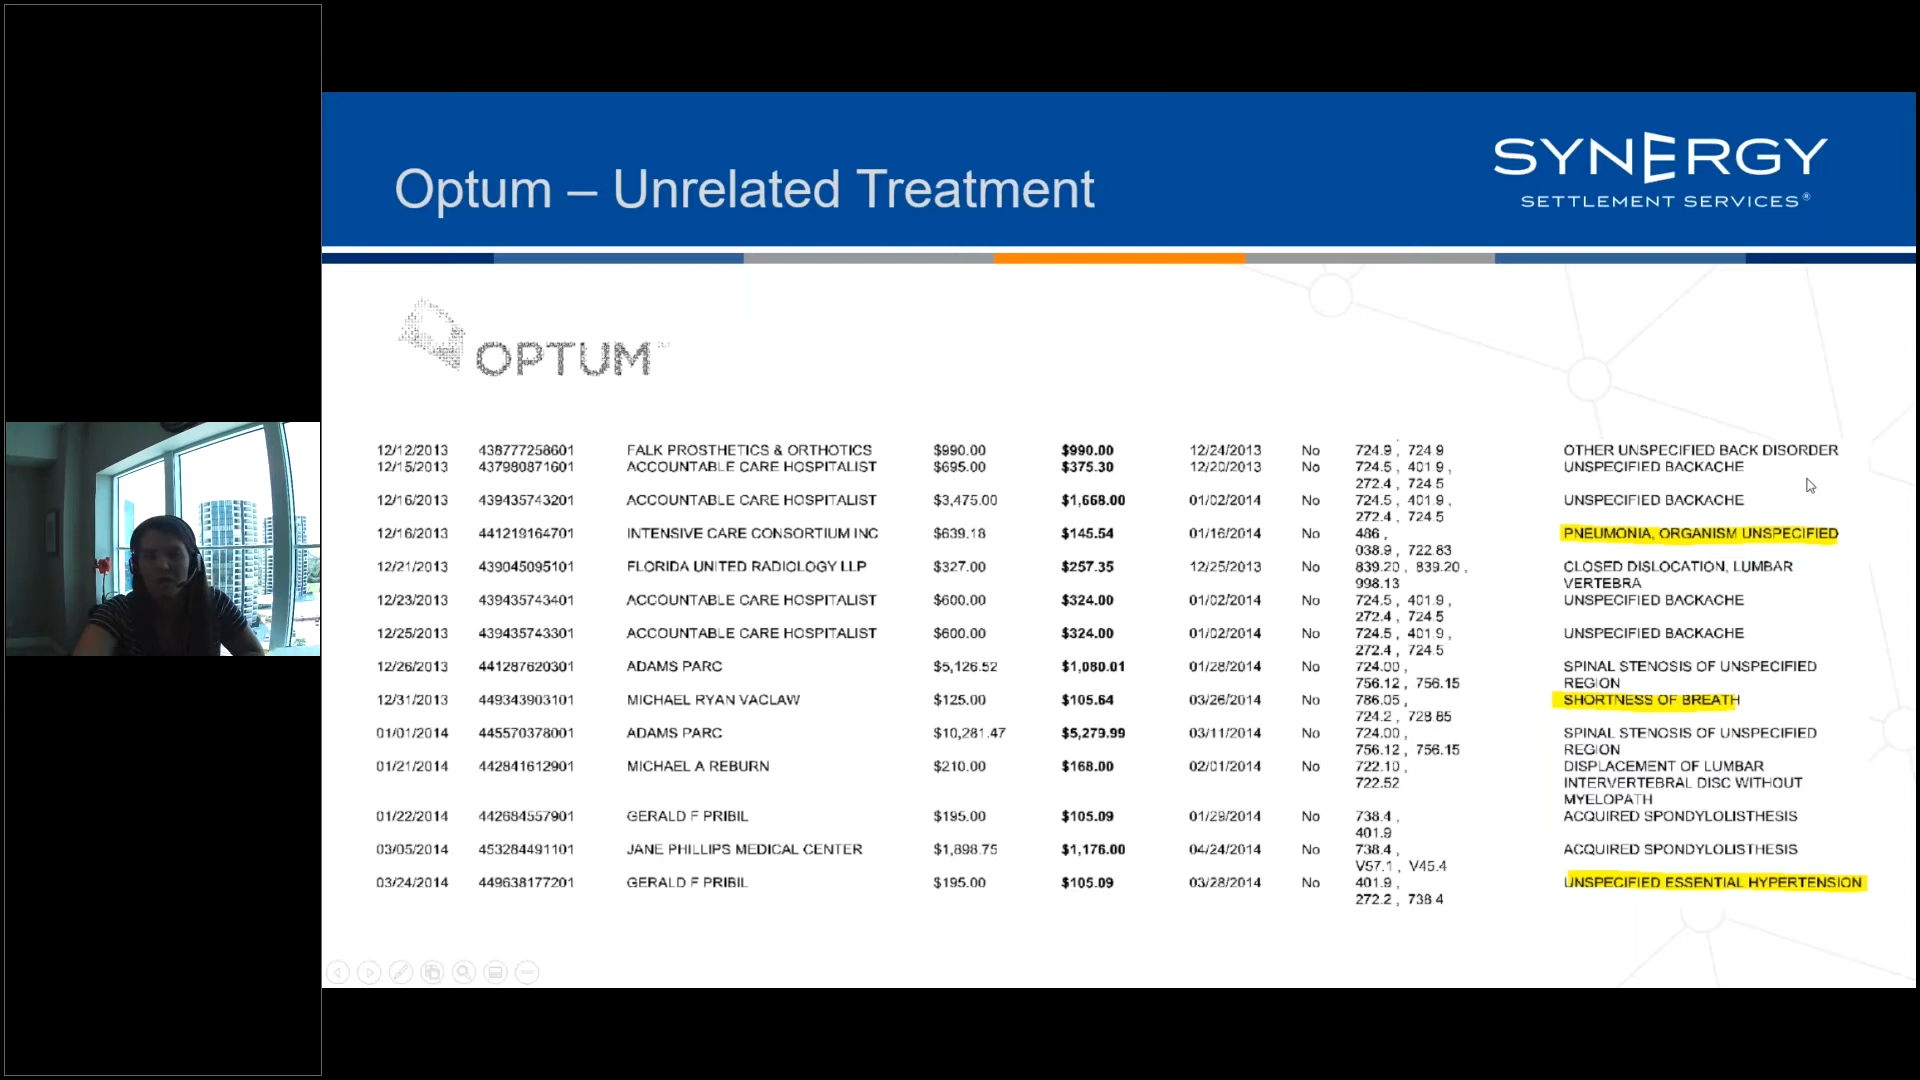 SYNERGY
SETTLEMENT SERVICES®
Optum – Unrelated Treatment
OPTUM
12/12/2013 438777258601 FALK PROSTHETICS & ORTHOTICS $990.00 $990.00 12/24/2013 No 724.9 , 724.9 OTHER UNSPECIFIED BACK DISORDER
12/15/2013 437980871601 ACCOUNTABLE CARE HOSPITALIST $695.00 $375.30 12/20/2013 No 724.5 , 401.9 , UNSPECIFIED BACKACHE
272.4 , 724.5
12/16/2013 439435743201 ACCOUNTABLE CARE HOSPITALIST $3,475.00 $1,668.00 01/02/2014 No 724.5 , 401.9 , UNSPECIFIED BACKACHE
272.4 , 724.5
12/16/2013 441219164701 INTENSIVE CARE CONSORTIUM INC $639.18 $145.54 01/16/2014 No 486 , PNEUMONIA, ORGANISM UNSPECIFIED
038.9 , 722.83
12/21/2013 439045095101 FLORIDA UNITED RADIOLOGY LLP $327.00 $257.35 12/25/2013 No 839.20 , 839.20 , CLOSED DISLOCATION, LUMBAR
998.13 VERTEBRA
12/23/2013 439435743401 ACCOUNTABLE CARE HOSPITALIST $600.00 $324.00 01/02/2014 No 724.5 , 401.9 , UNSPECIFIED BACKACHE
272.4 , 724.5
12/25/2013 439435743301 ACCOUNTABLE CARE HOSPITALIST $600.00 $324.00 01/02/2014 No 724.5 , 401.9 , UNSPECIFIED BACKACHE
272.4 , 724.5
12/26/2013 441287620301 ADAMS PARC $5,126.52 $1,080.01 01/28/2014 No 724.00 , SPINAL STENOSIS OF UNSPECIFIED
756.12 , 756.15 REGION
12/31/2013 449343903101 MICHAEL RYAN VACLAW $125.00 $105.64 03/26/2014 No 786.05 , SHORTNESS OF BREATH
724.2 , 728.85
01/01/2014 445570378001 ADAMS PARC $10,281.47 $5,279.99 03/11/2014 No 724.00 , SPINAL STENOSIS OF UNSPECIFIED
756.12 , 756.15 REGION
01/21/2014 442841612901 MICHAEL A REBURN $210.00 $168.00 02/01/2014 No 722.10 , DISPLACEMENT OF LUMBAR
722.52 INTERVERTEBRAL DISC WITHOUT
MYELOPATH
01/22/2014 442684557901 GERALD F PRIBIL $195.00 $105.09 01/29/2014 No 738.4 , ACQUIRED SPONDYLOLISTHESIS
401.9
03/05/2014 453284491101 JANE PHILLIPS MEDICAL CENTER $1,898.75 $1,176.00 04/24/2014 No 738.4 , ACQUIRED SPONDYLOLISTHESIS
V57.1 , V45.4
03/24/2014 449638177201 GERALD F PRIBIL $195.00 $105.09 03/28/2014 No 401.9 , UNSPECIFIED ESSENTIAL HYPERTENSION
272.2 , 738.4